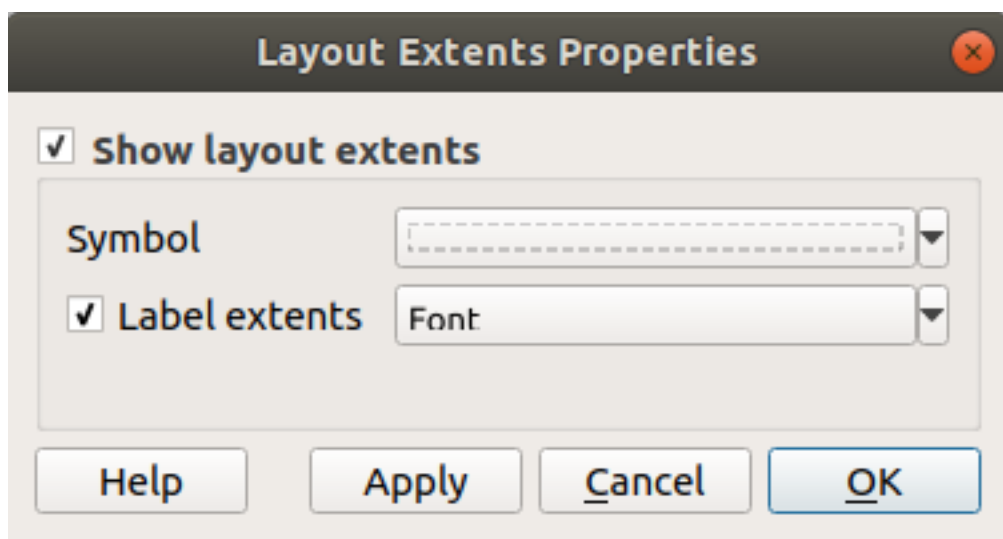 Layout Extents Properties
Show layout extents
Symbol
Label extents Font
Help Apply Cancel OK